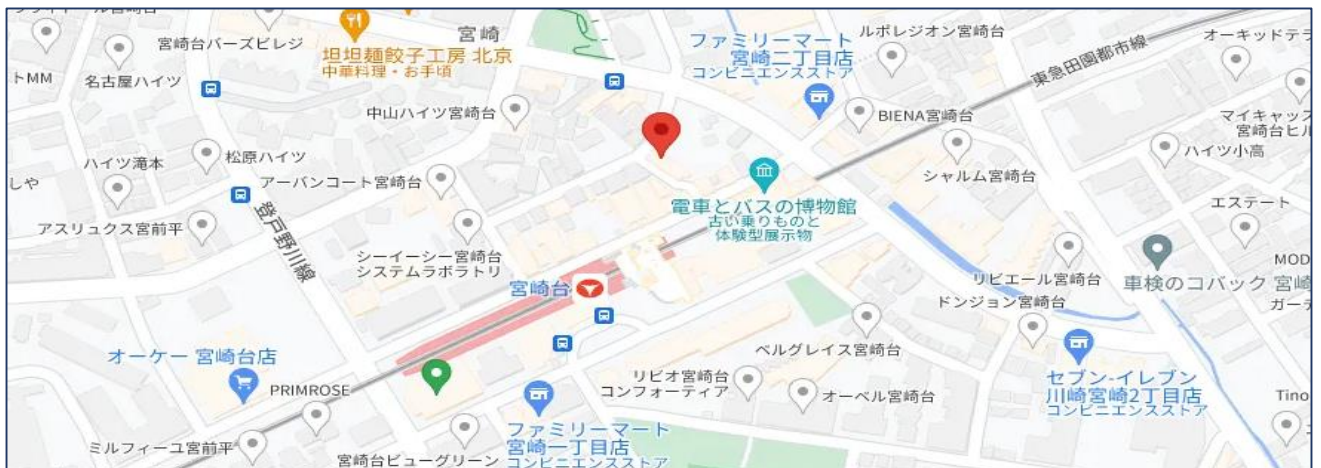 宮崎台バーズビレジ
坦坦麺餃子工房 北京
中華料理・お手頃
宮崎
ファミリーマート
宮崎二丁目店
コンビニエンスストア
ルポレジオン宮崎台
オーキッドテラ
トMM
名古屋ハイツ
東急田園都市線
中山ハイツ宮崎台
BIENA宮崎台
マイキャッス
宮崎台ヒル
ハイツ滝本
松原ハイツ
ハイツ小高
しや
アーバンコート宮崎台
シャルム宮崎台
電車とバスの博物館
古い乗りものと
体験型展示物
エステート
アスリュクス宮前平
登戸野川線
シーイーシー宮崎台
システムラボラトリ
MOD
リビエール宮崎台
車検のコバック 宮崎
ガーデ
宮崎台
ドンジョン宮崎台
オーケー 宮崎台店
ベルグレイス宮崎台
PRIMROSE
リビオ宮崎台
コンフォーティア
オーベル宮崎台
セブン-イレブン
川崎宮崎2丁目店
コンビニエンスストア
Tino
ミルフィーユ宮前平
ファミリーマート
宮崎一丁目店
コンビニエンスストア
宮崎台ビューグリーン